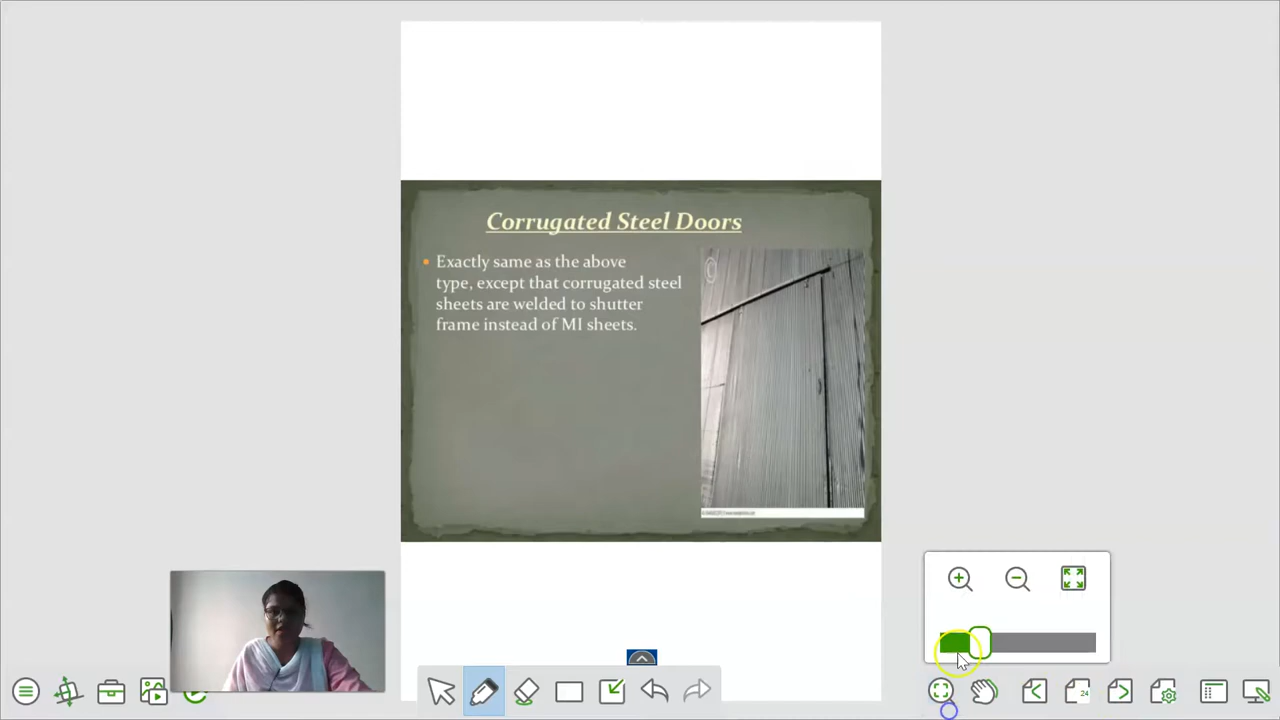 Corrugated Steel Doors
Exactly same as the above
type, except that corrugated steel
sheets are welded to shutter
frame instead of MI sheets.
24